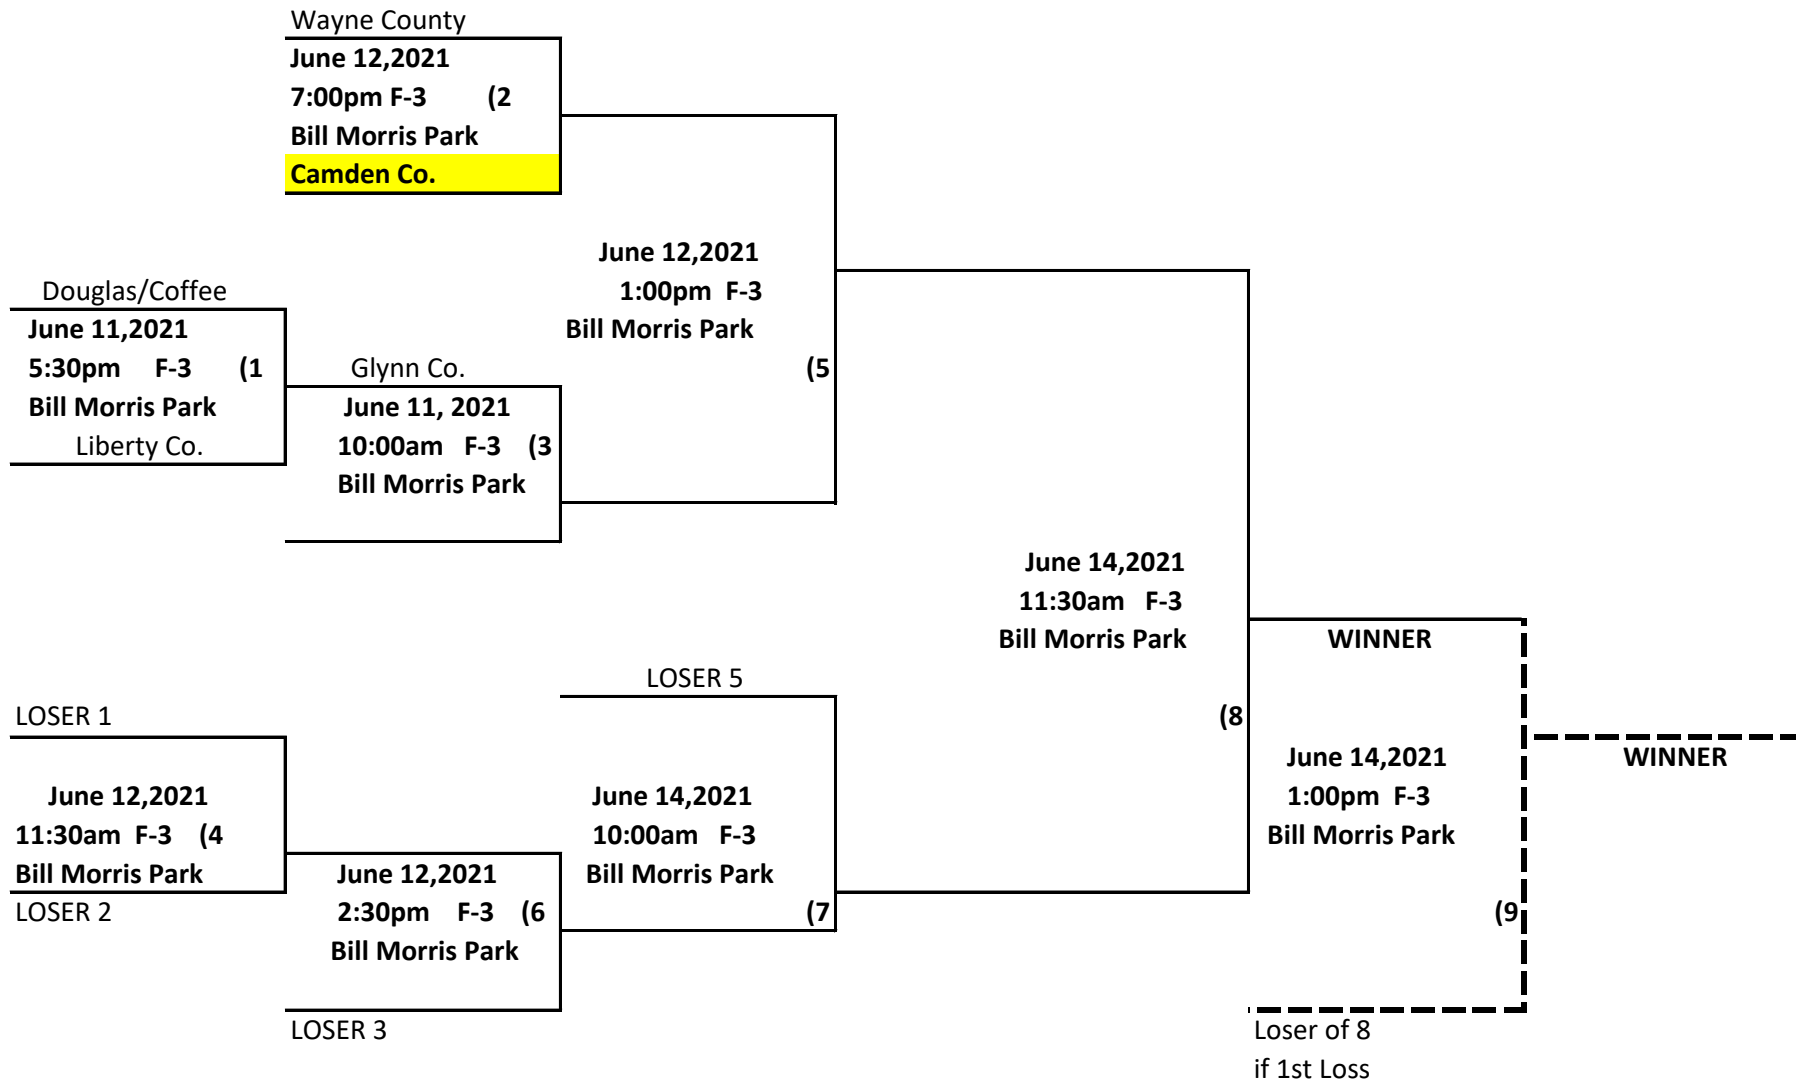 Wayne County
June 12,2021
7:00pm F-3 (2
Bill Morris Park
Camden Co.
June 12,2021
1:00pm F-3
Bill Morris Park
(5
Douglas/Coffee
June 11,2021
5:30pm F-3 (1
Bill Morris Park
Liberty Co.
Glynn Co.
June 11, 2021
10:00am F-3 (3
Bill Morris Park
June 14,2021
11:30am F-3
Bill Morris Park
(8
WINNER
LOSER 5
LOSER 1
June 12,2021
11:30am F-3 (4
Bill Morris Park
LOSER 2
June 14,2021
10:00am F-3
Bill Morris Park
(7
June 12,2021
2:30pm F-3 (6
Bill Morris Park
LOSER 3
June 14,2021
1:00pm F-3
Bill Morris Park
(9
WINNER
Loser of 8
if 1st Loss